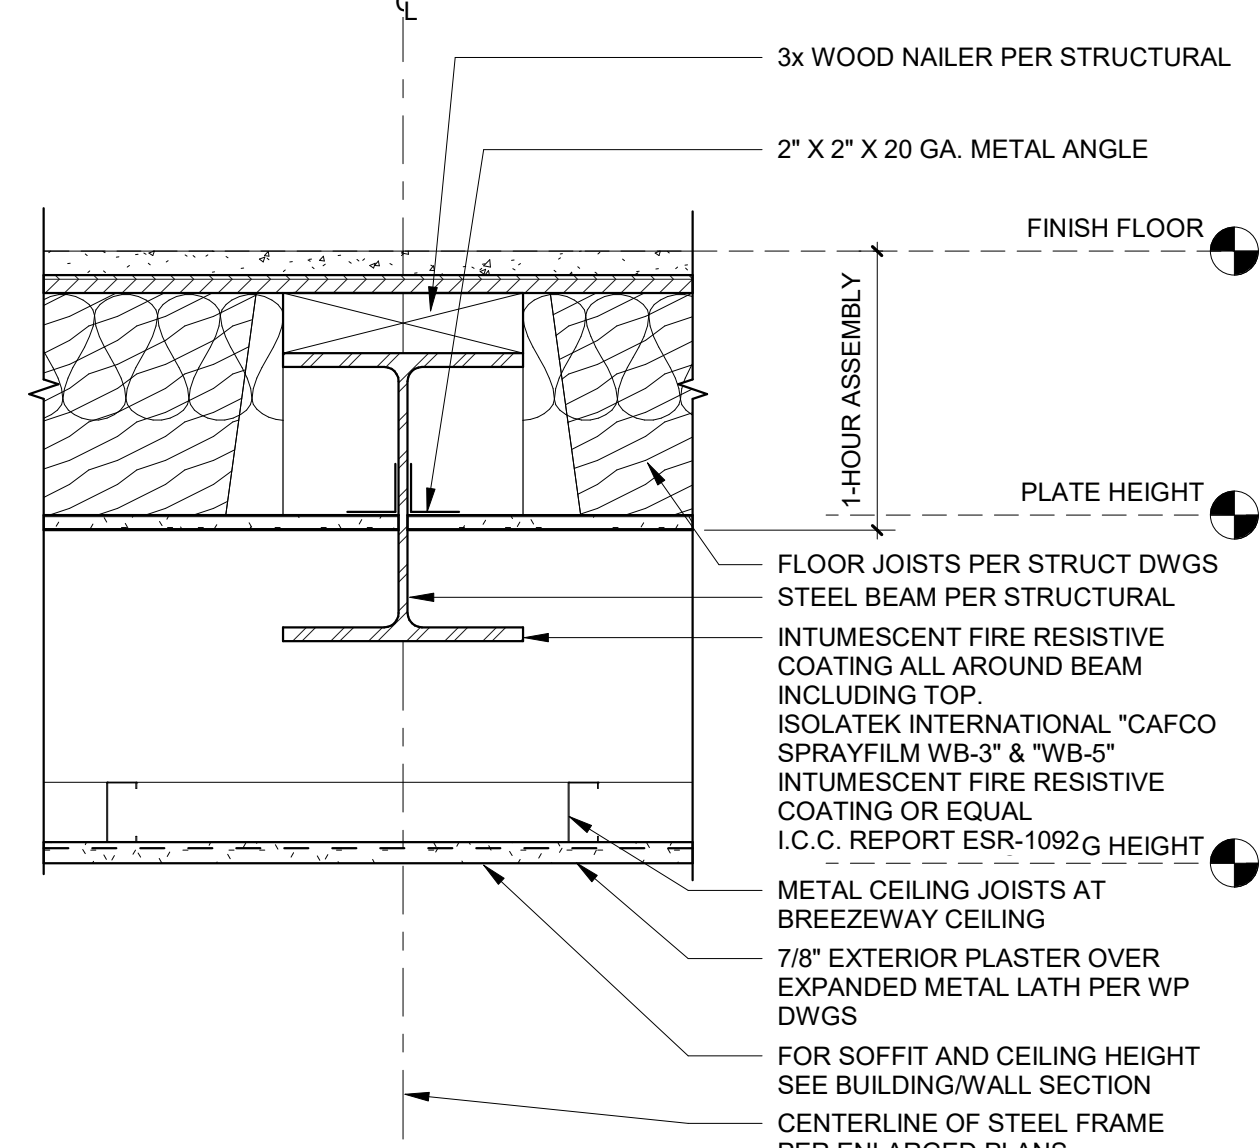 CL
3x WOOD NAILER PER STRUCTURAL
2" X 2" X 20 GA. METAL ANGLE
FINISH FLOOR
1-HOUR ASSEMBLY
PLATE HEIGHT
FLOOR JOISTS PER STRUCT DWGS
STEEL BEAM PER STRUCTURAL
INTUMESCENT FIRE RESISTIVE
COATING ALL AROUND BEAM
INCLUDING TOP.
ISOLATEK INTERNATIONAL "CAFCO
SPRAYFILM WB-3" & "WB-5"
INTUMESCENT FIRE RESISTIVE
COATING OR EQUAL
I.C.C. REPORT ESR-1092
G HEIGHT
METAL CEILING JOISTS AT
BREEZEWAY CEILING
7/8" EXTERIOR PLASTER OVER
EXPANDED METAL LATH PER WP
DWGS
FOR SOFFIT AND CEILING HEIGHT
SEE BUILDING/WALL SECTION
CENTERLINE OF STEEL FRAME
PER ENLARGED PLANS